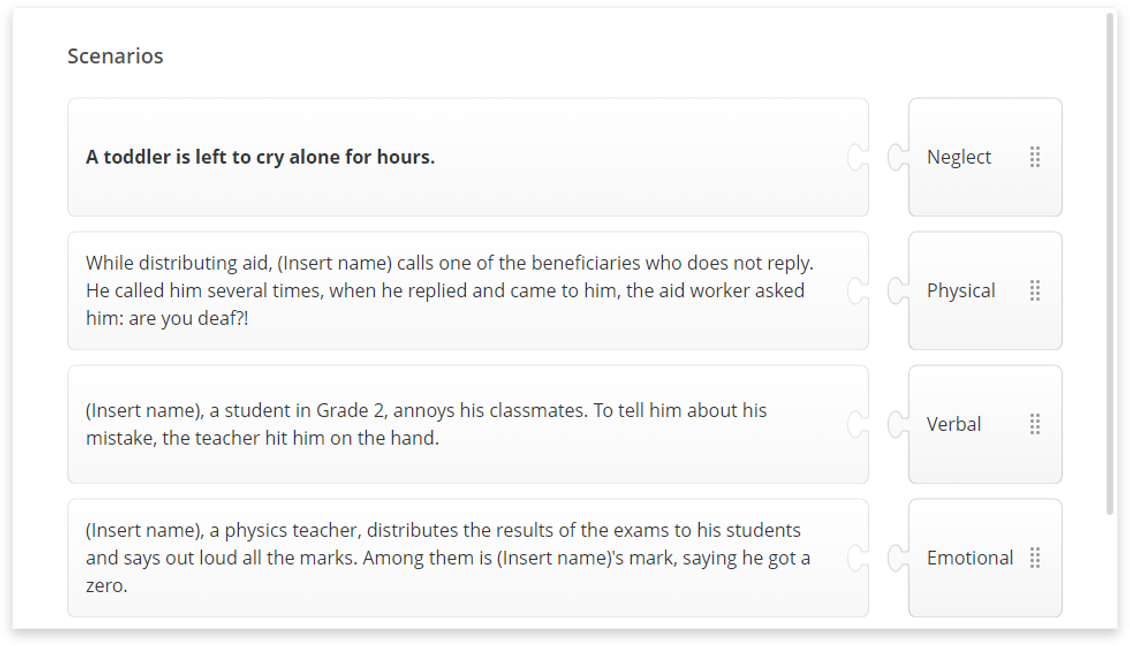 Scenarios
A toddler is left to cry alone for hours.
Neglect
While distributing aid, (Insert name) calls one of the beneficiaries who does not reply.
He called him several times, when he replied and came to him, the aid worker asked
him: are you deaf?!
Physical
(Insert name), a student in Grade 2, annoys his classmates. To tell him about his
mistake, the teacher hit him on the hand.
Verbal
(Insert name), a physics teacher, distributes the results of the exams to his students
and says out loud all the marks. Among them is (Insert name)'s mark, saying he got a
zero.
Emotional